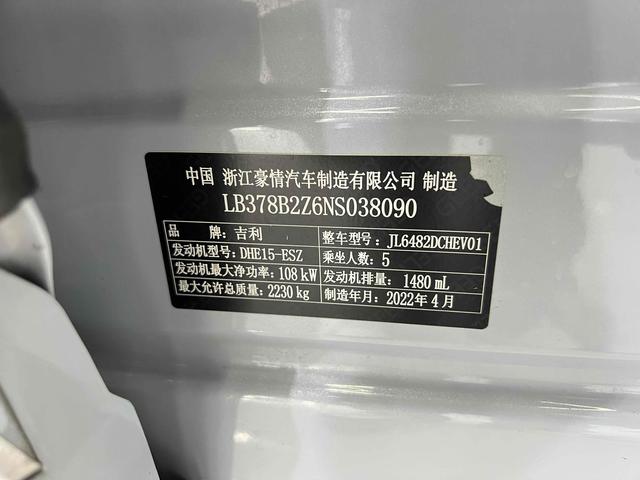 中国 浙江豪情汽车制造有限公司 制造
LB378B2Z6NS038090
品 牌: 吉利 整车型号: JL6482DCHEV01
发动机型号: DHE15-ESZ 乘坐人数: 5
发动机最大净功率: 108 kW 发动机排量: 1480 mL
最大允许总质量: 2230 kg 制造年月: 2022年4月